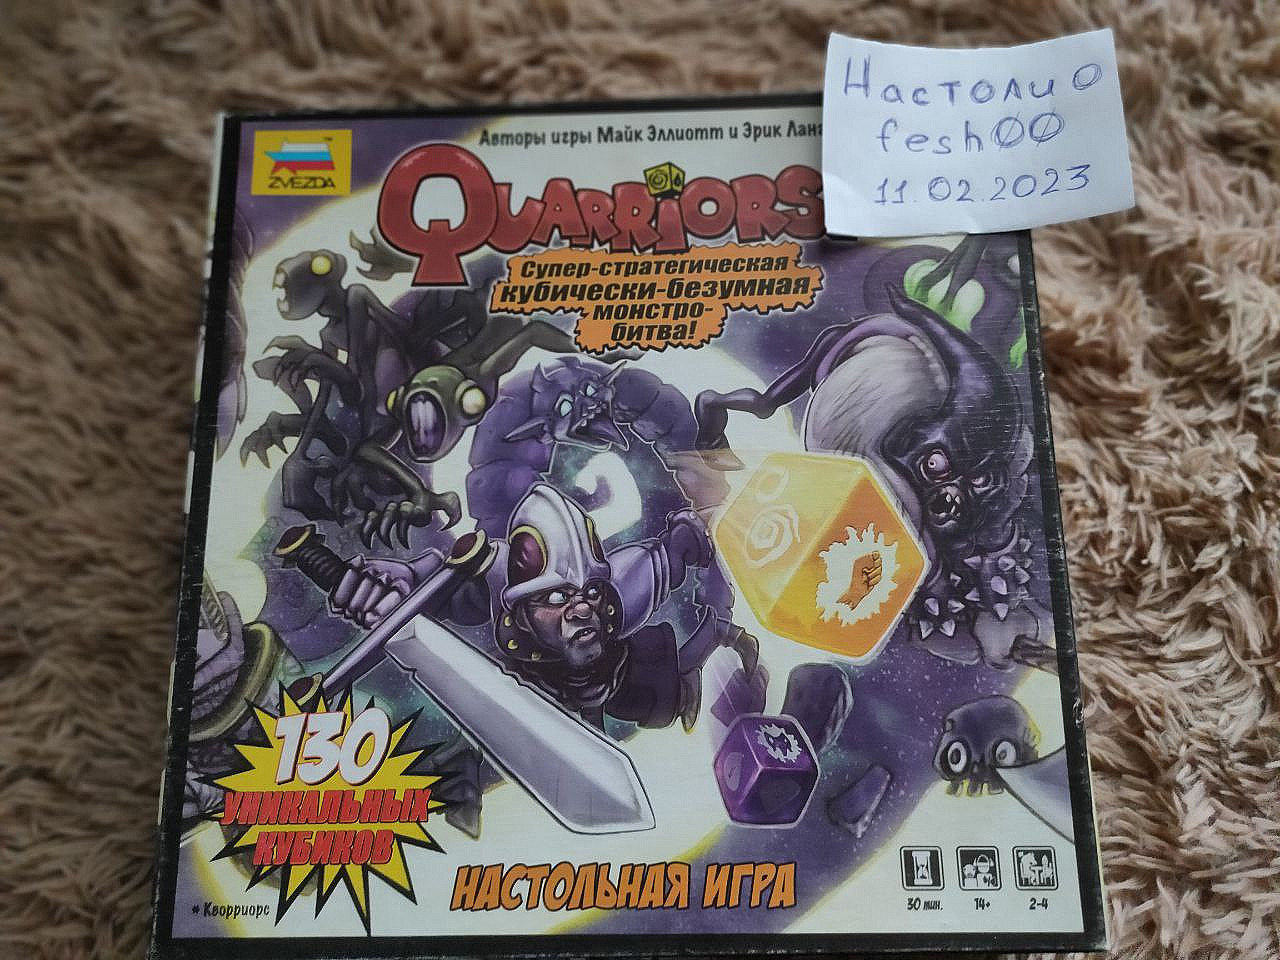 Настолио
fesh00
11.02.2023
ZVEZDA
Авторы игры Майк Эллиотт и Эрик
QUARRIORS
Супер-стратегическая
кубически-безумная
монстро-
битва!
130
УНИКАЛЬНЫХ
КУБИКОВ
* Кворриорс
НАСТОЛЬНАЯ ИГРА
30 мин. 14+ 2-4